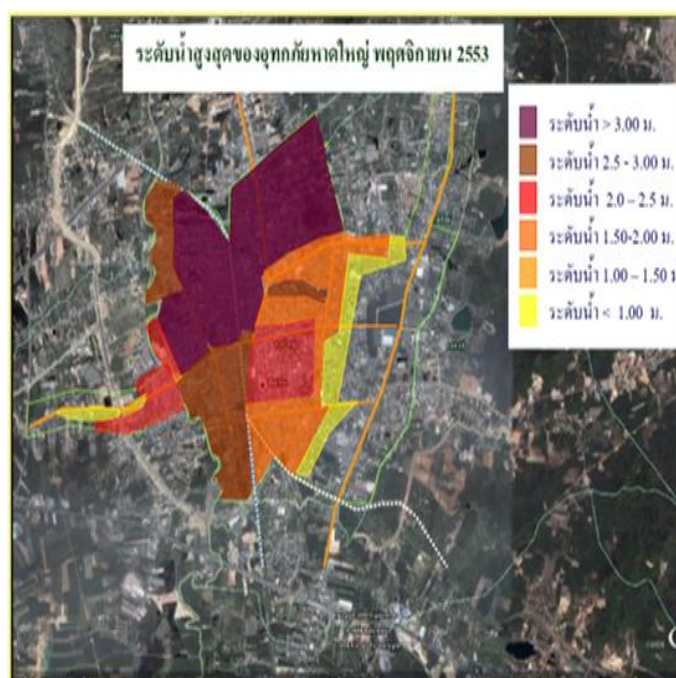 ระดับน้ำสูงสุดของอุทกภัยหาดใหญ่ พฤศจิกายน 2553
ระดับน้ำ > 3.00 ม.
ระดับน้ำ 2.5 - 3.00 ม.
ระดับน้ำ 2.0 – 2.5 ม.
ระดับน้ำ 1.50-2.00 ม.
ระดับน้ำ 1.00 – 1.50 ม
ระดับน้ำ < 1.00 ม.